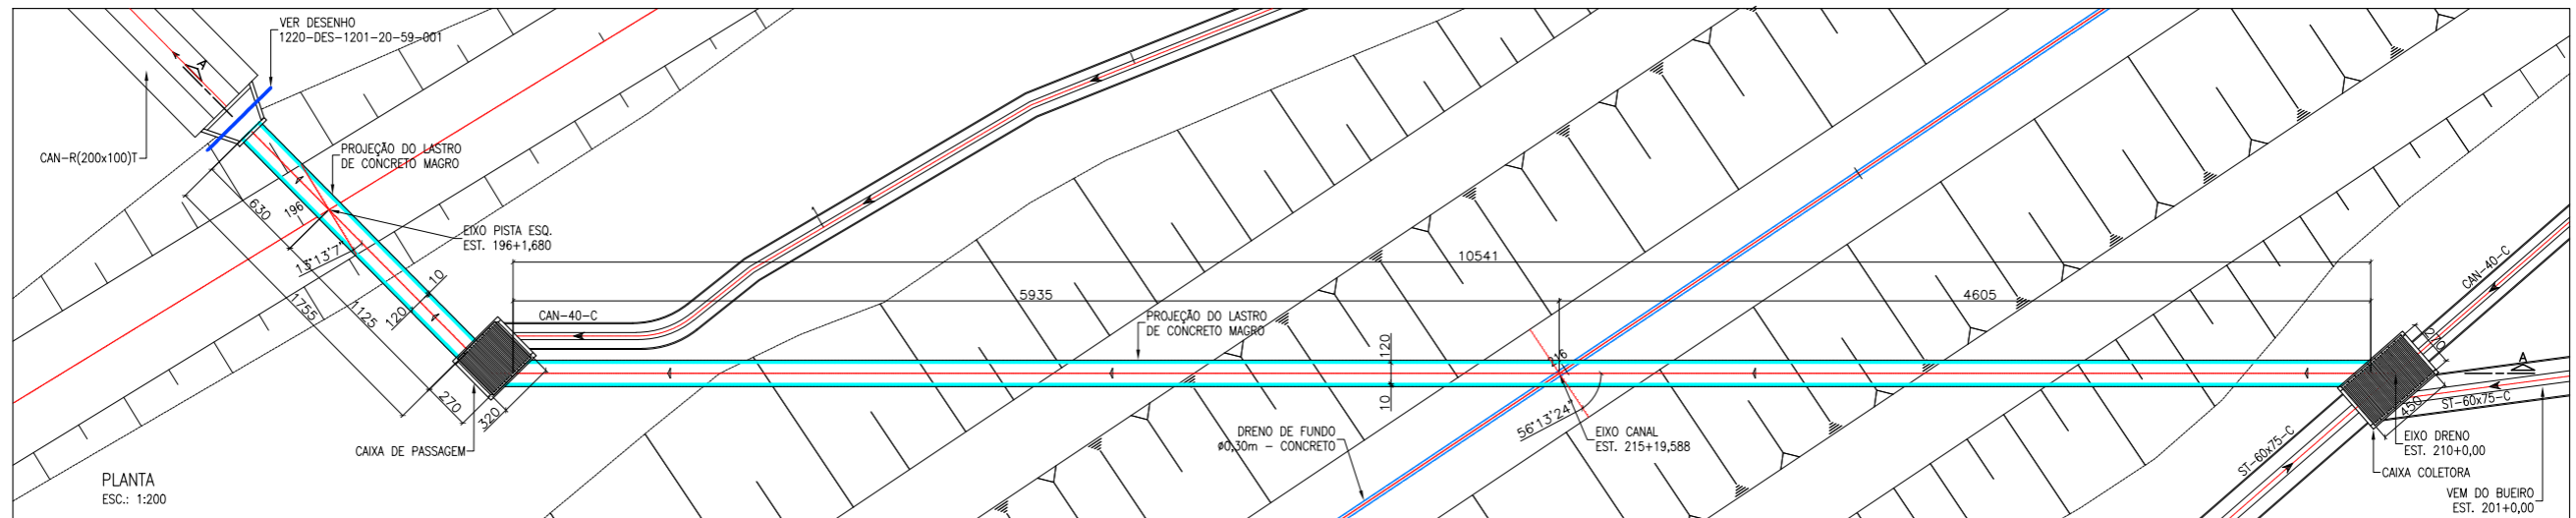 VER DESENHO
1220-DES-1201-20-59-001
A
CAN-R(200x100)T
PROJEÇÃO DO LASTRO
DE CONCRETO MAGRO
630
196
EIXO PISTA ESQ.
EST. 196+1,680
13°13'7"
10
1755
1125
120
CAN-40-C
270
320
CAIXA DE PASSAGEM
PLANTA
ESC.: 1:200
10541
5935
4605
PROJEÇÃO DO LASTRO
DE CONCRETO MAGRO
120
10
216
56°13'24"
DRENO DE FUNDO
ø0,30m - CONCRETO
EIXO CANAL
EST. 215+19,588
CAN-40-C
270
A
450
ST-60x75-C
ST-60x75-C
EIXO DRENO
EST. 210+0,00
CAIXA COLETORA
VEM DO BUEIRO
EST. 201+0,00